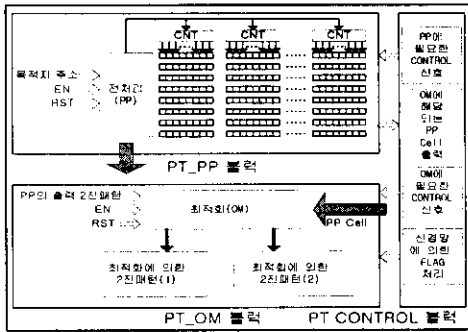 CNT CNT CNT
목적지 주소
EN
RST
전처리
(PP)
PT_PP 블럭
PP의 출력 2진패턴
EN
RST
최적화(OM)
PP Cell
최적화에 의한
2진패턴(1)
최적화에 의한
2진패턴(2)
PT_OM 블럭
PP에
필요한
CONTROL
신호
OM에
해당
되는
PP
Cell
출력
OM에
필요한
CONTROL
신호
신경망
에 의한
FLAG
처리
PT CONTROL 블럭